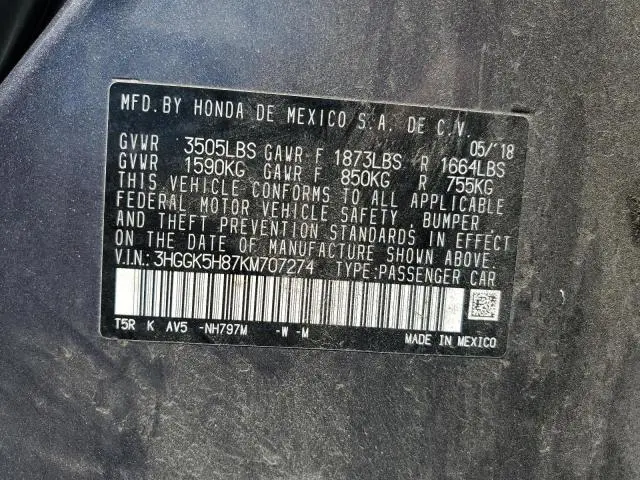 MFD. BY HONDA DE MEXICO S.A. DE C.V.
05/'18
GVWR 3505LBS GAWR F 1873LBS R 1664LBS
GVWR 1590KG GAWR F 850KG R 755KG
THIS VEHICLE CONFORMS TO ALL APPLICABLE
FEDERAL MOTOR VEHICLE SAFETY, BUMPER,
AND THEFT PREVENTION STANDARDS IN EFFECT
ON THE DATE OF MANUFACTURE SHOWN ABOVE.
V.I.N.: 3HGGK5H87KM707274 TYPE:PASSENGER CAR
T5R K AV5 -NH797M -W -M
MADE IN MEXICO